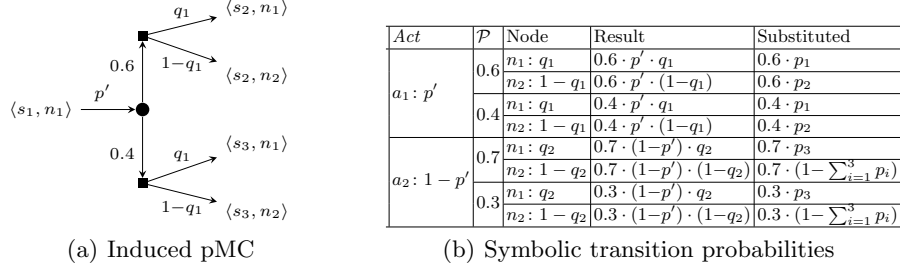 ⟨s₂, n₁⟩
q₁
1−q₁
⟨s₂, n₂⟩
0.6
p′
⟨s₁, n₁⟩
⟨s₃, n₁⟩
0.4
q₁
1−q₁
⟨s₃, n₂⟩
(a) Induced pMC
Act 𝒫 Node Result Substituted
a₁: p′
0.6
n₁: q₁ 0.6 · p′ · q₁ 0.6 · p₁
n₂: 1 − q₁ 0.6 · p′ · (1−q₁) 0.6 · p₂
0.4
n₁: q₁ 0.4 · p′ · q₁ 0.4 · p₁
n₂: 1 − q₁ 0.4 · p′ · (1−q₁) 0.4 · p₂
a₂: 1 − p′
0.7
n₁: q₂ 0.7 · (1−p′) · q₂ 0.7 · p₃
n₂: 1 − q₂ 0.7 · (1−p′) · (1−q₂) 0.7 · (1− ∑³ᵢ₌₁ pᵢ)
0.3
n₁: q₂ 0.3 · (1−p′) · q₂ 0.3 · p₃
n₂: 1 − q₂ 0.3 · (1−p′) · (1−q₂) 0.3 · (1− ∑³ᵢ₌₁ pᵢ)
(b) Symbolic transition probabilities